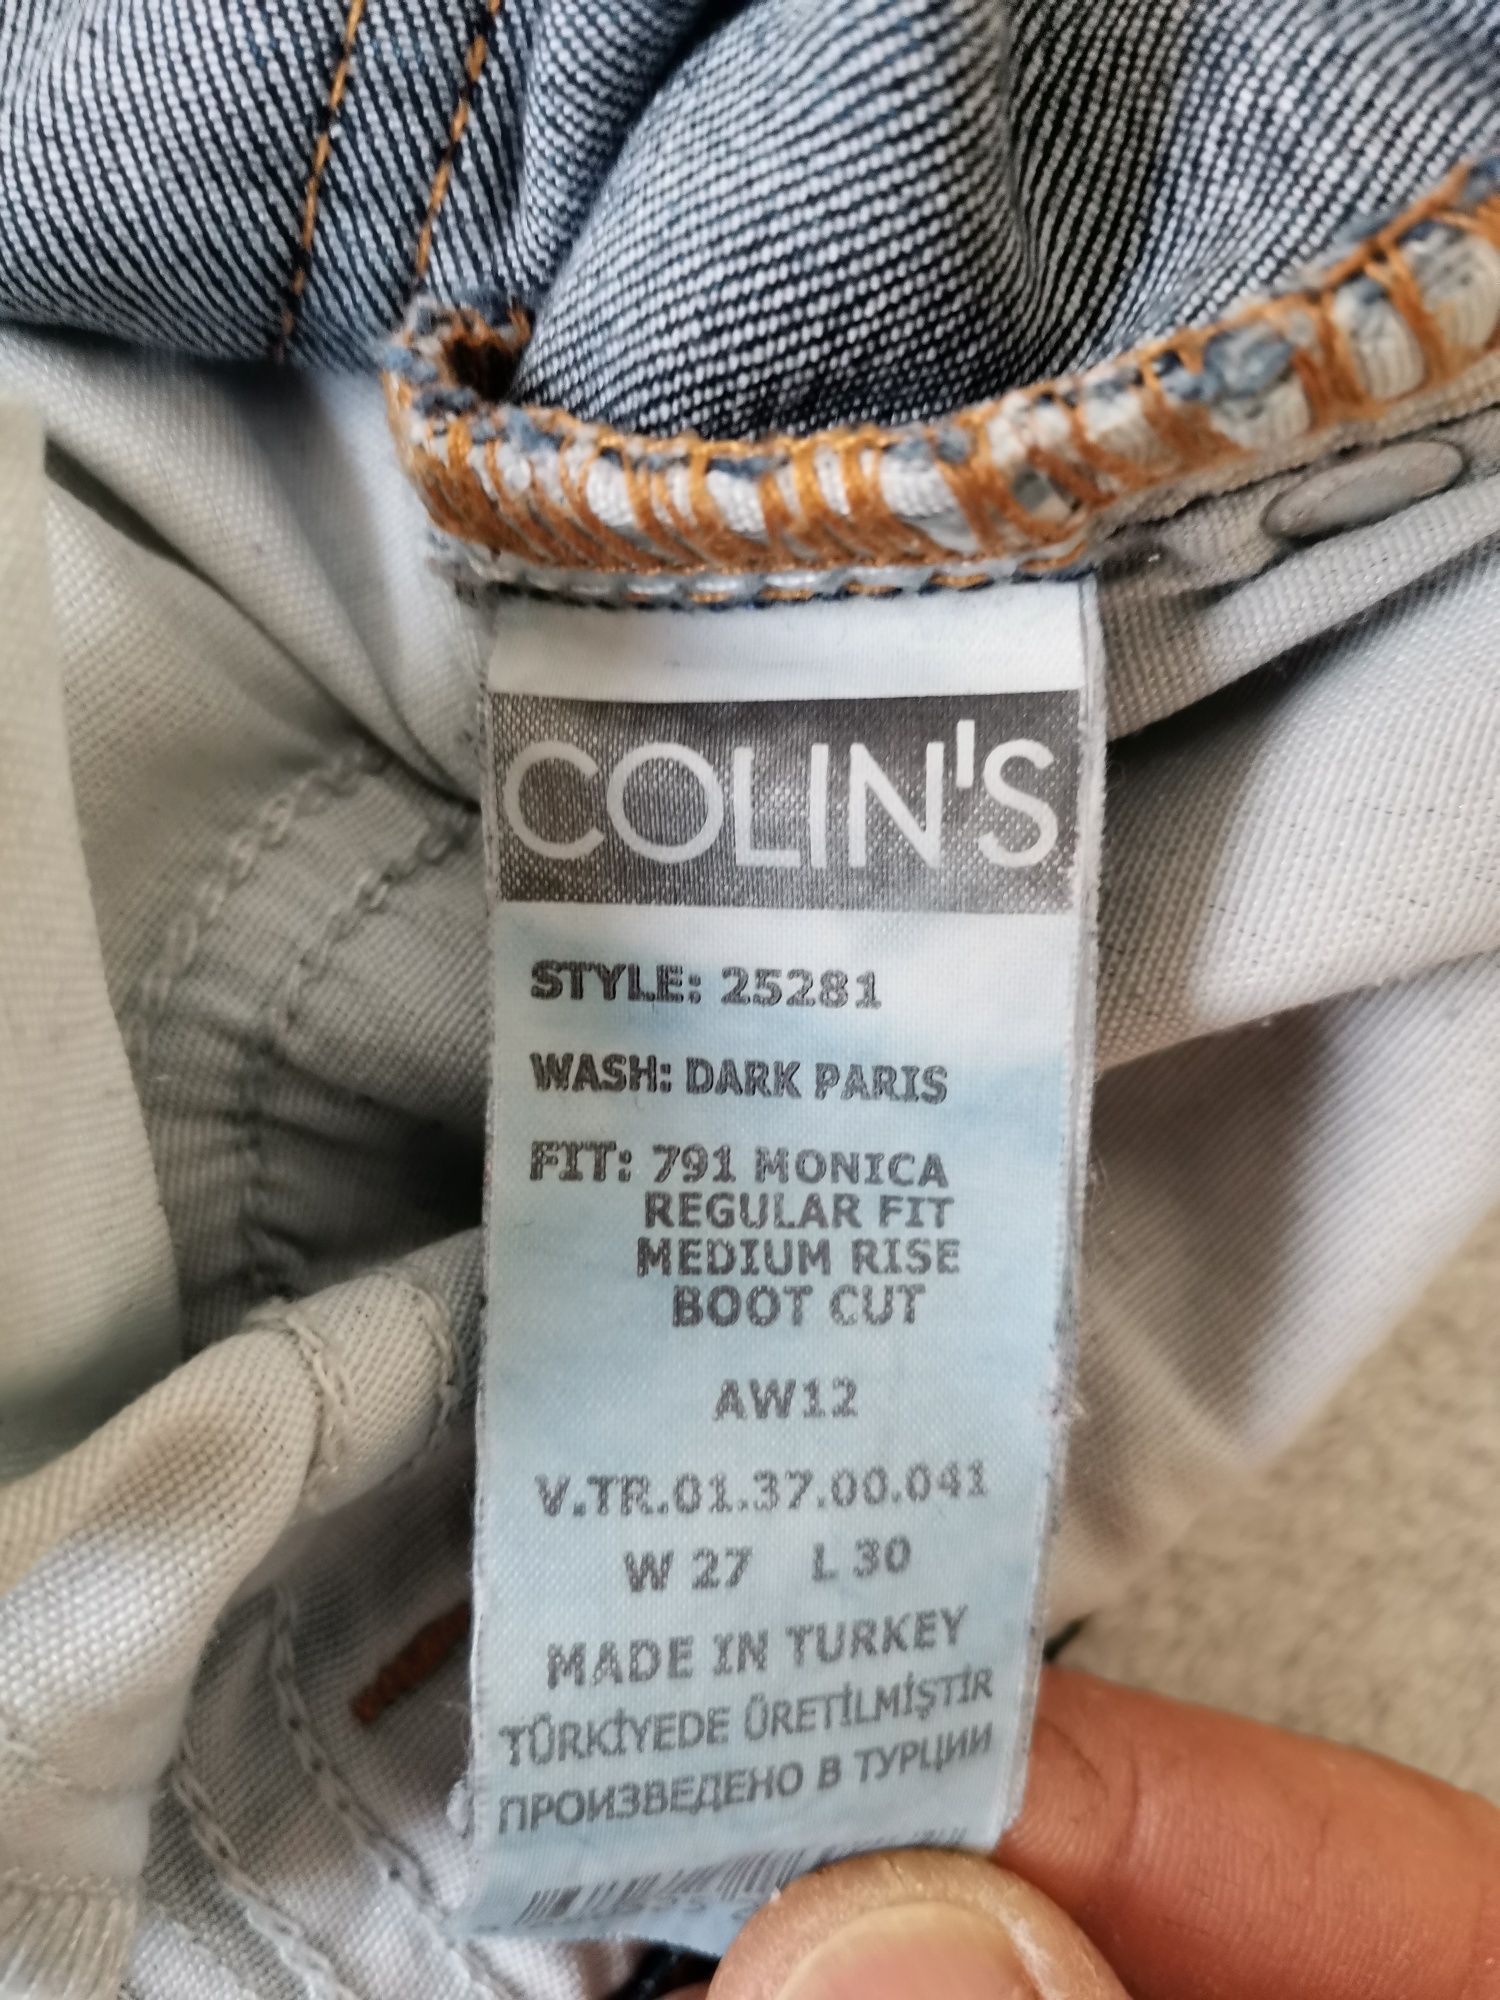 COLIN'S
STYLE: 25281
WASH: DARK PARIS
FIT: 791 MONICA
REGULAR FIT
MEDIUM RISE
BOOT CUT
AW12
V.TR.01.37.00.041
W 27 L 30
MADE IN TURKEY
TÜRKİYEDE ÜRETİLMİŞTİR
ПРОИЗВЕДЕНО В ТУРЦИИ